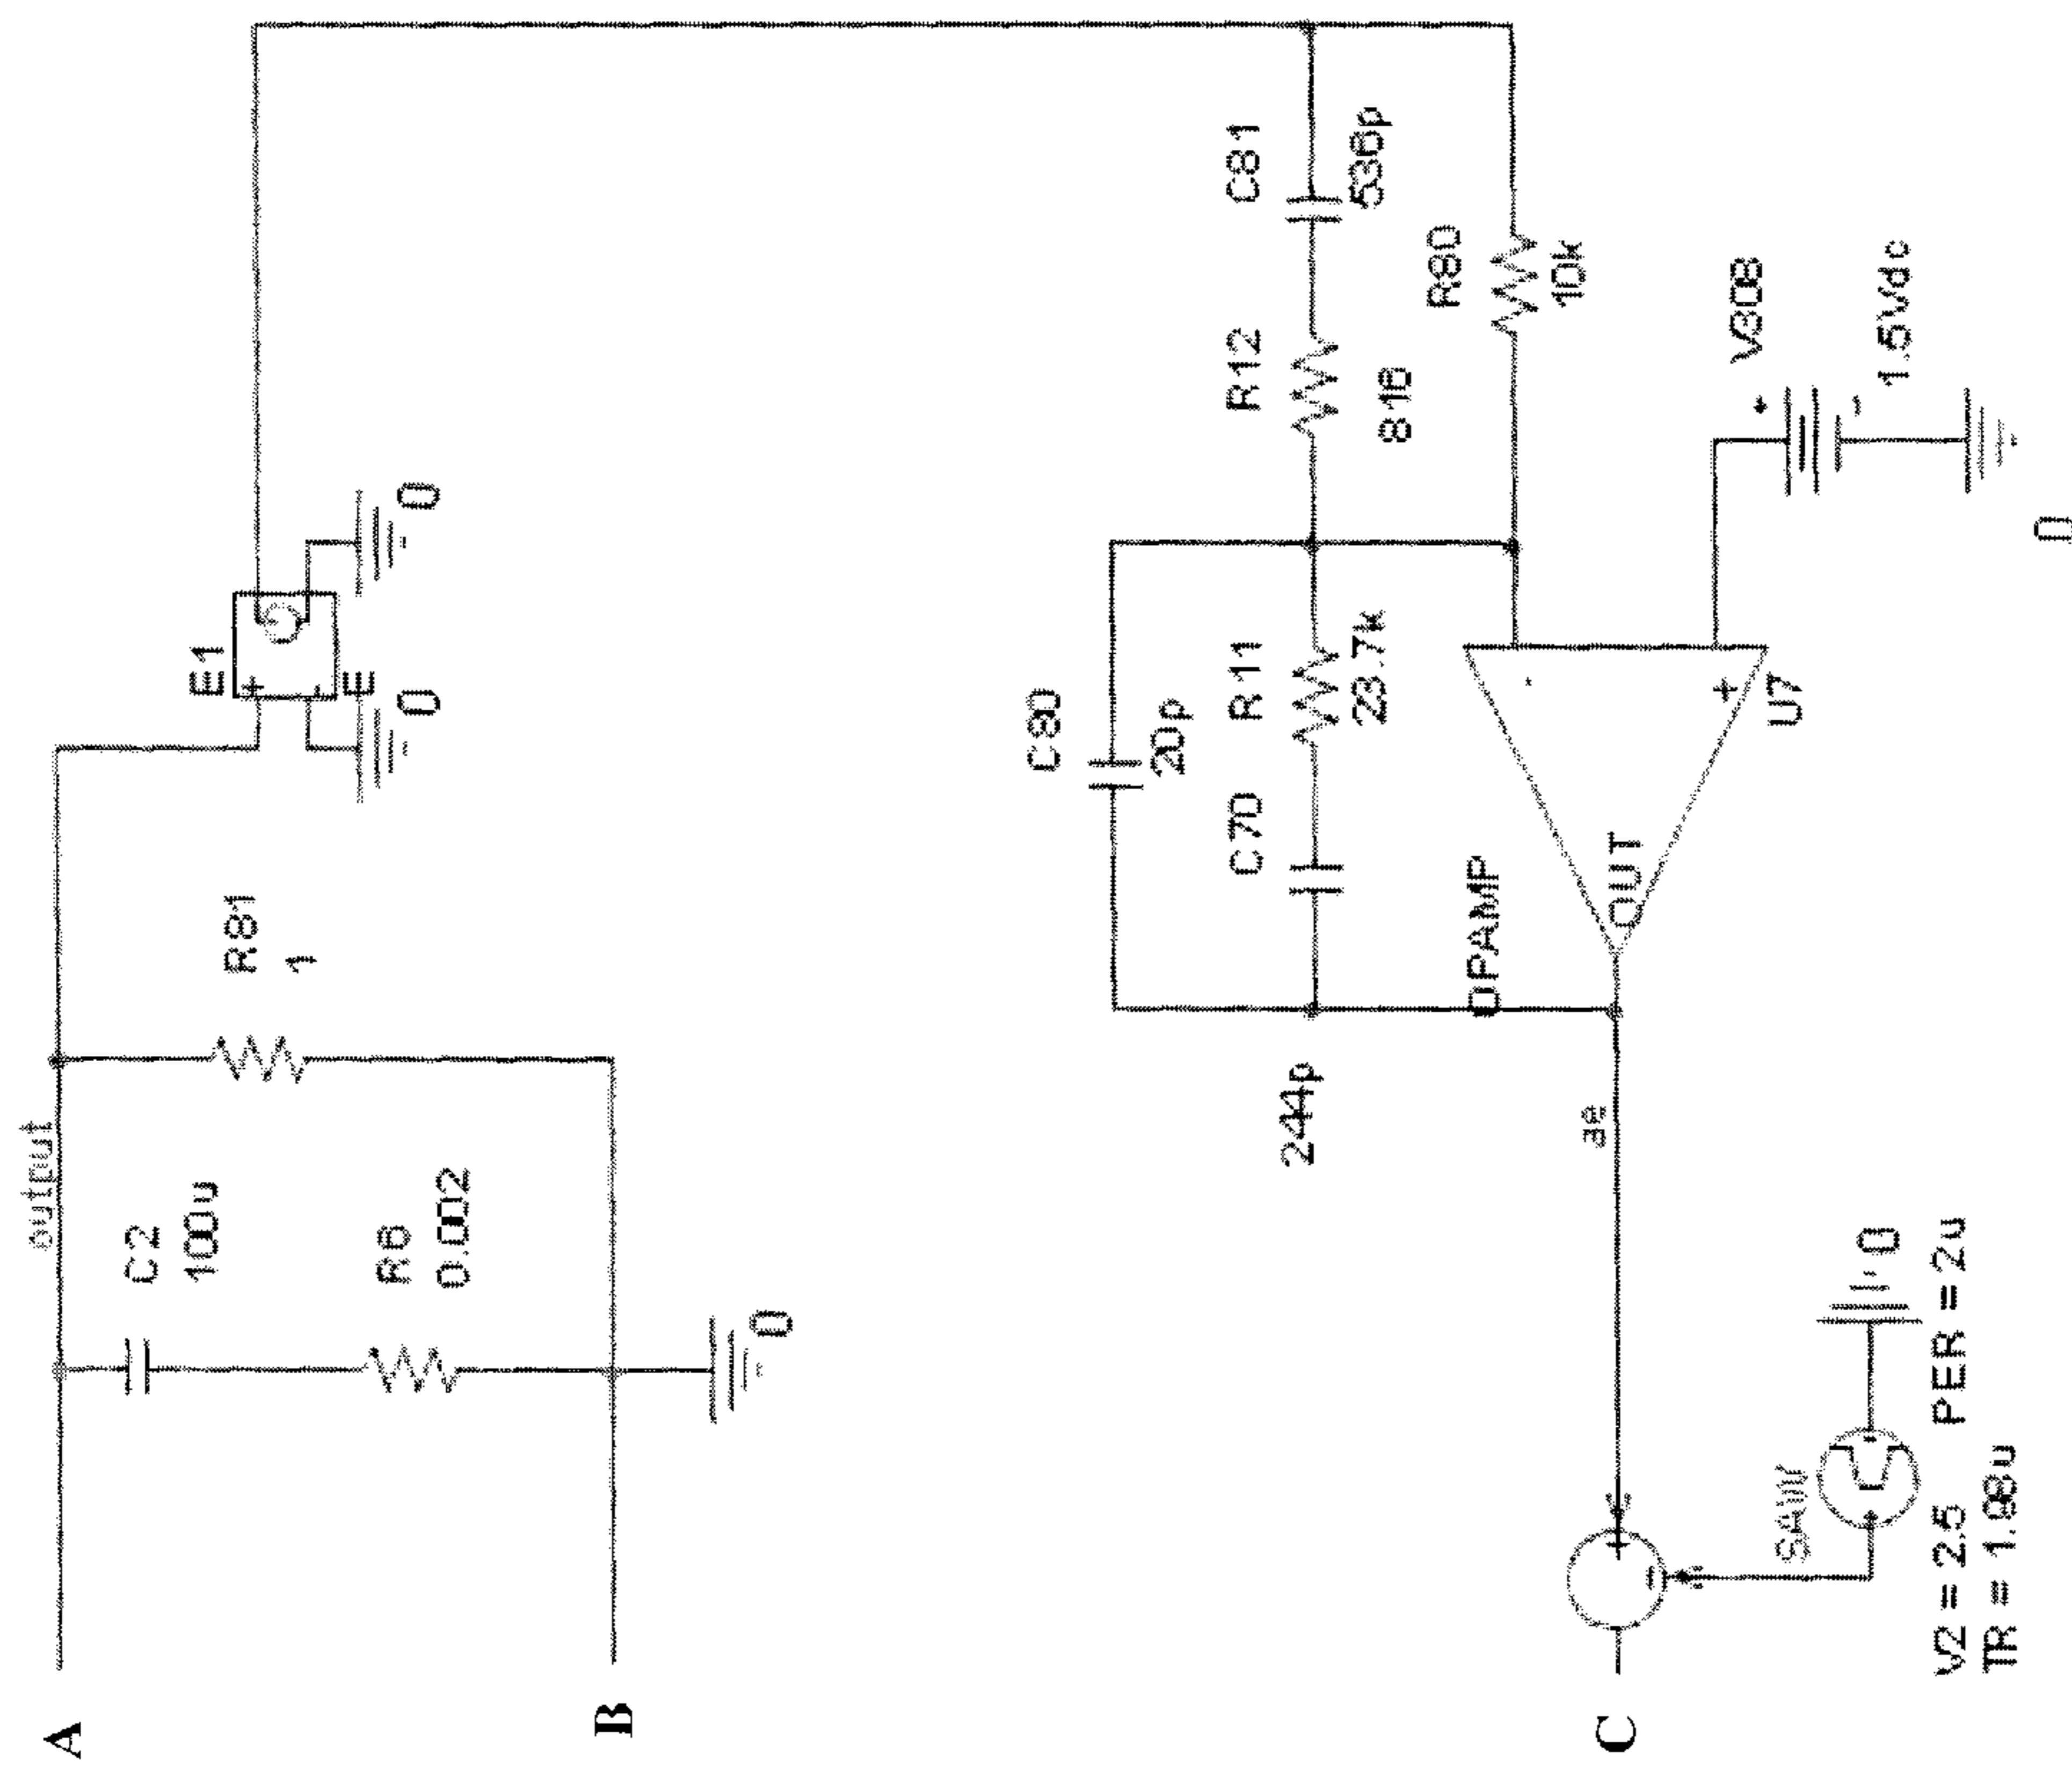 A
output
C2
100u
R6
0.002
0
R81
1
E1
E
0
0
B
C80
20p
C70
244p
R11
23.7k
R12
816
C81
536p
R80
10k
OPAMP
OUT
U7
V308
1.5Vdc
0
ae
C
SAW
0
V2 = 2.5
PER = 2u
TR = 1.98u